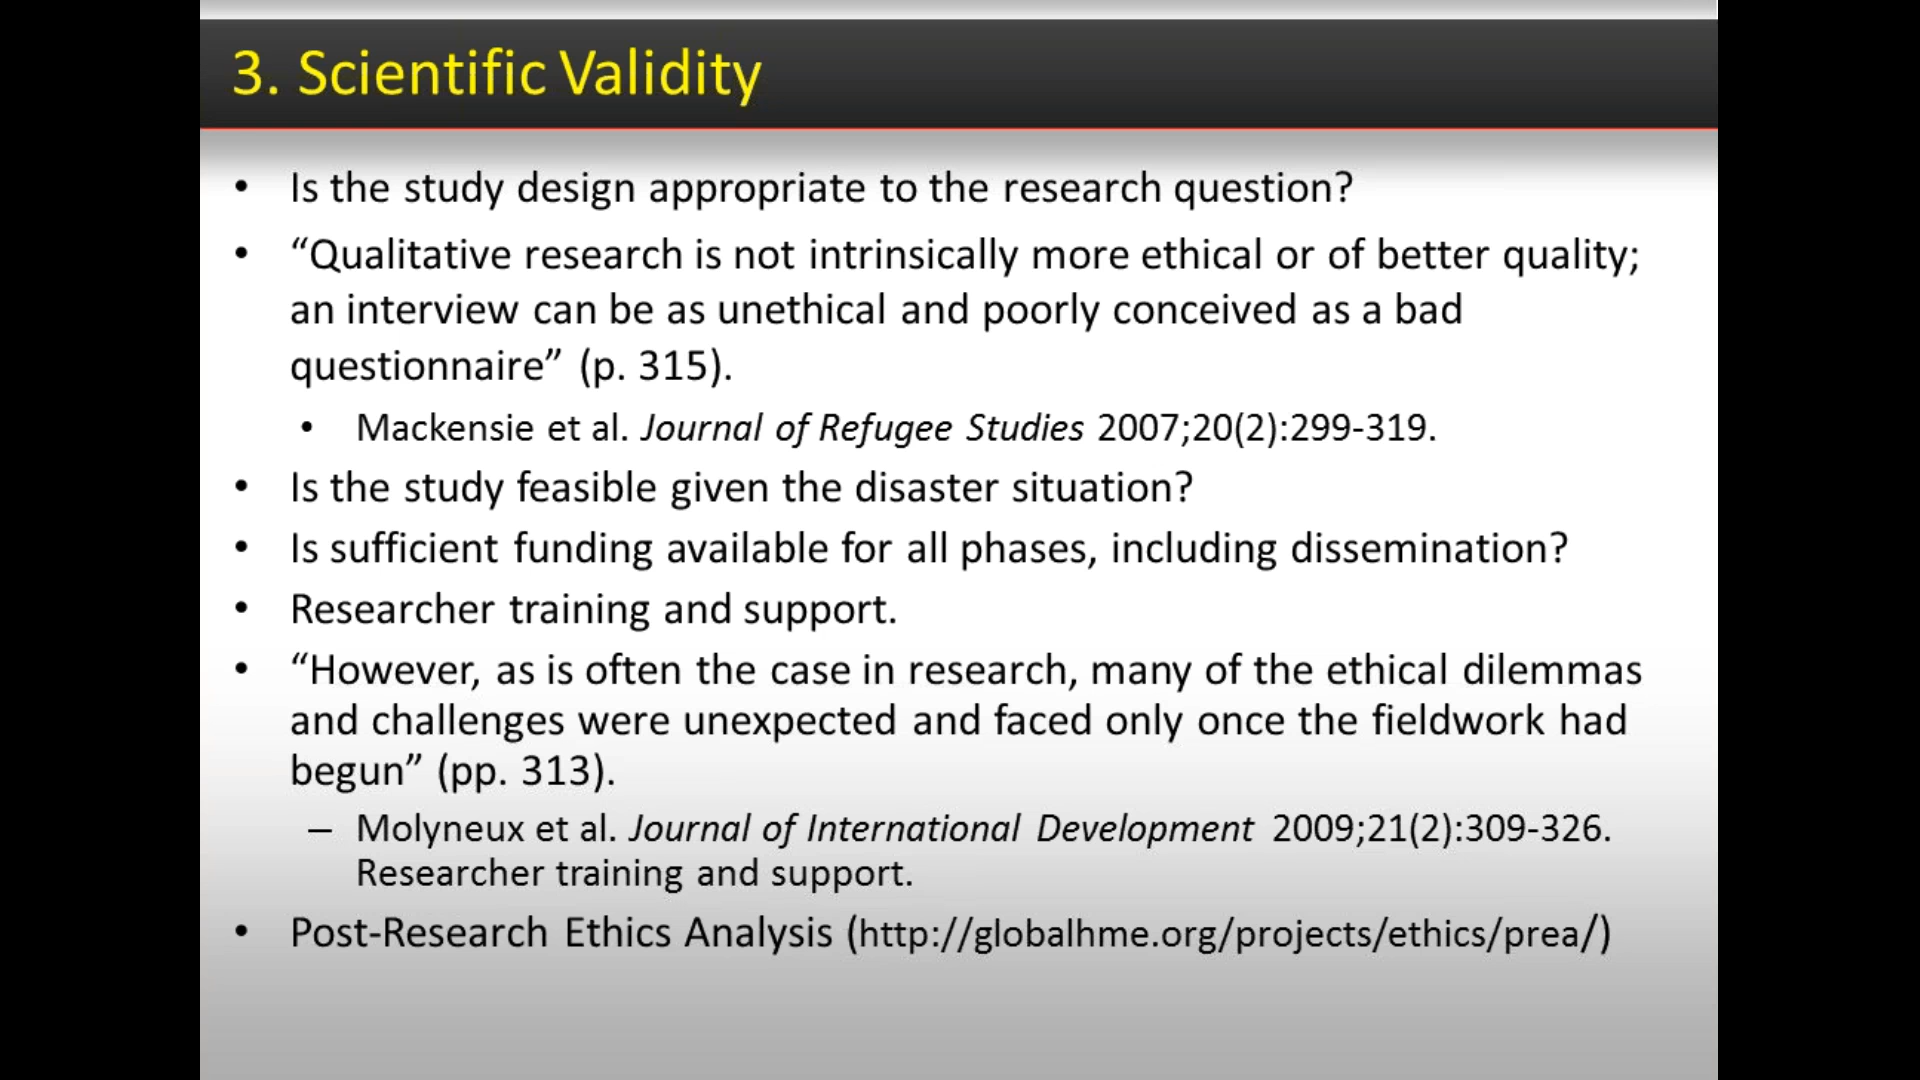 3. Scientific Validity
• Is the study design appropriate to the research question?
• “Qualitative research is not intrinsically more ethical or of better quality;
an interview can be as unethical and poorly conceived as a bad
questionnaire” (p. 315).
• Mackensie et al. Journal of Refugee Studies 2007;20(2):299-319.
• Is the study feasible given the disaster situation?
• Is sufficient funding available for all phases, including dissemination?
• Researcher training and support.
• “However, as is often the case in research, many of the ethical dilemmas
and challenges were unexpected and faced only once the fieldwork had
begun” (pp. 313).
– Molyneux et al. Journal of International Development 2009;21(2):309-326.
Researcher training and support.
• Post-Research Ethics Analysis (http://globalhme.org/projects/ethics/prea/)